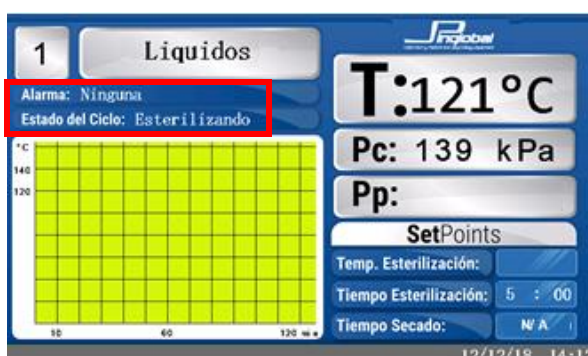 1 Liquidos
Alarma: Ninguna
Estado del Ciclo: Esterilizando
°C
140
120
10 60 120
Pinglobal
T:121°C
Pc: 139 kPa
Pp:
SetPoints
Temp. Esterilización:
Tiempo Esterilización: 5 : 00
Tiempo Secado: N/A
12/12/18